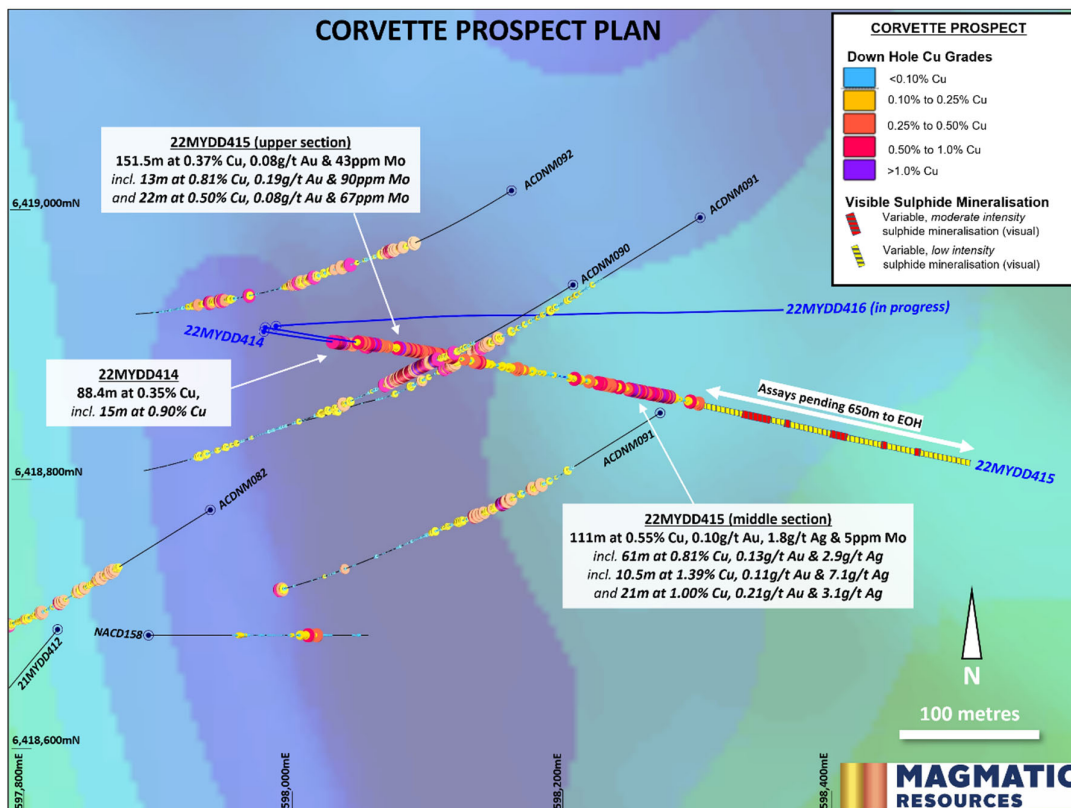 CORVETTE PROSPECT PLAN
CORVETTE PROSPECT
Down Hole Cu Grades
<0.10% Cu
0.10% to 0.25% Cu
0.25% to 0.50% Cu
0.50% to 1.0% Cu
>1.0% Cu
Visible Sulphide Mineralisation
Variable, moderate intensity
sulphide mineralisation (visual)
Variable, low intensity
sulphide mineralisation (visual)
22MYDD415 (upper section)
151.5m at 0.37% Cu, 0.08g/t Au & 43ppm Mo
incl. 13m at 0.81% Cu, 0.19g/t Au & 90ppm Mo
and 22m at 0.50% Cu, 0.08g/t Au & 67ppm Mo
ACDNM092
ACDNM091
6,419,000mN
ACDNM090
22MYDD416 (in progress)
22MYDD414
22MYDD414
88.4m at 0.35% Cu,
incl. 15m at 0.90% Cu
Assays pending 650m to EOH
ACDNM091
22MYDD415
6,418,800mN
ACDNM082
22MYDD415 (middle section)
111m at 0.55% Cu, 0.10g/t Au, 1.8g/t Ag & 5ppm Mo
incl. 61m at 0.81% Cu, 0.13g/t Au & 2.9g/t Ag
incl. 10.5m at 1.39% Cu, 0.11g/t Au & 7.1g/t Ag
and 21m at 1.00% Cu, 0.21g/t Au & 3.1g/t Ag
NACD158
21MYDD412
N
100 metres
6,418,600mN
597,800mE
598,000mE
598,200mE
598,400mE
MAGMATIC
RESOURCES